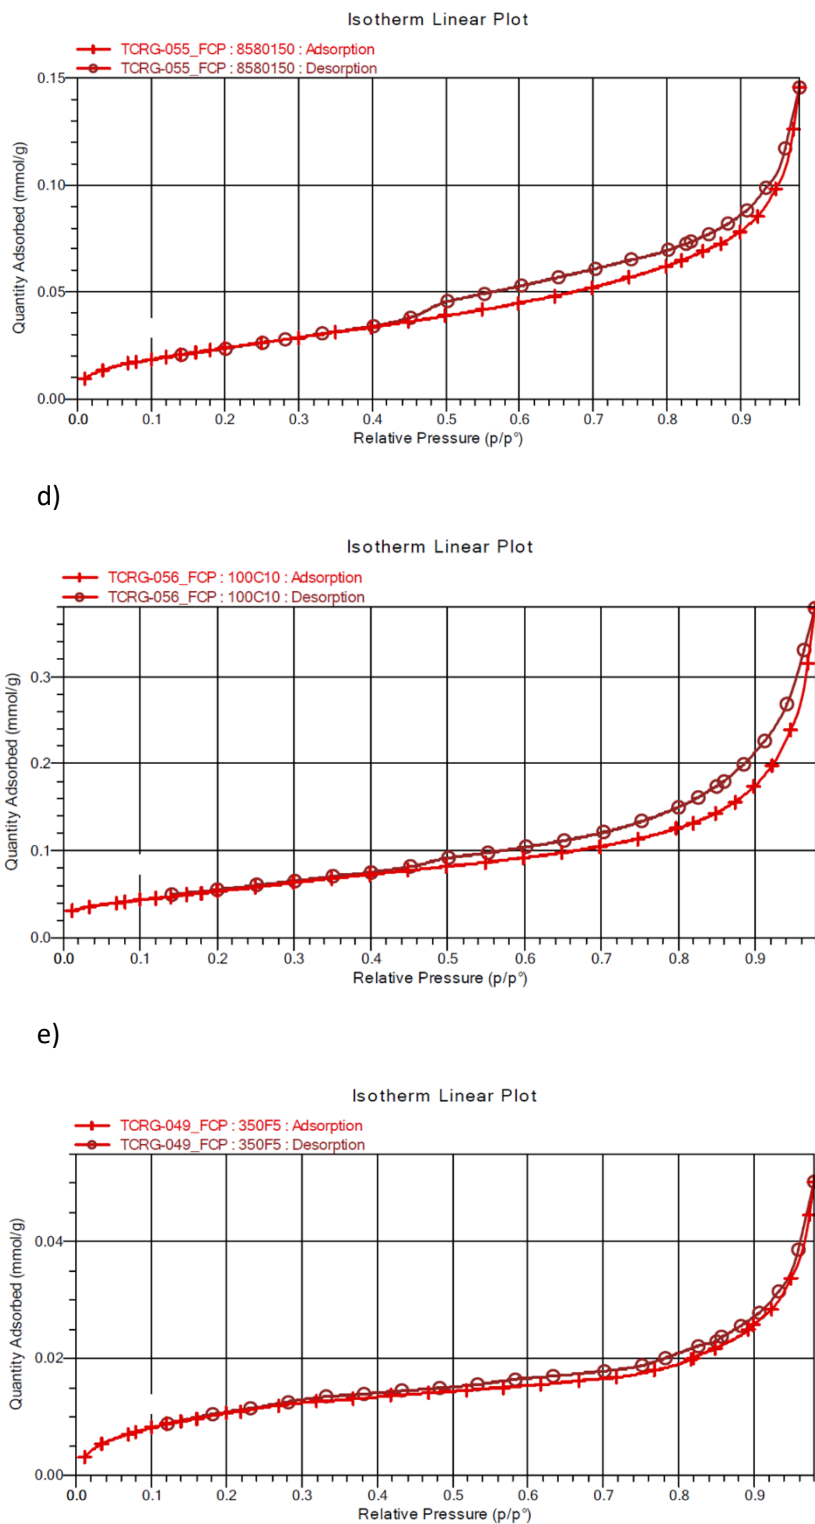 Isotherm Linear Plot
TCRG-055_FCP : 8580150 : Adsorption
TCRG-055_FCP : 8580150 : Desorption
0.15
0.10
0.05
0.00
Quantity Adsorbed (mmol/g)
0.0 0.1 0.2 0.3 0.4 0.5 0.6 0.7 0.8 0.9
Relative Pressure (p/p°)
d)
Isotherm Linear Plot
TCRG-056_FCP : 100C10 : Adsorption
TCRG-056_FCP : 100C10 : Desorption
0.3
0.2
0.1
0.0
Quantity Adsorbed (mmol/g)
0.0 0.1 0.2 0.3 0.4 0.5 0.6 0.7 0.8 0.9
Relative Pressure (p/p°)
e)
Isotherm Linear Plot
TCRG-049_FCP : 350F5 : Adsorption
TCRG-049_FCP : 350F5 : Desorption
0.04
0.02
0.00
Quantity Adsorbed (mmol/g)
0.0 0.1 0.2 0.3 0.4 0.5 0.6 0.7 0.8 0.9
Relative Pressure (p/p°)